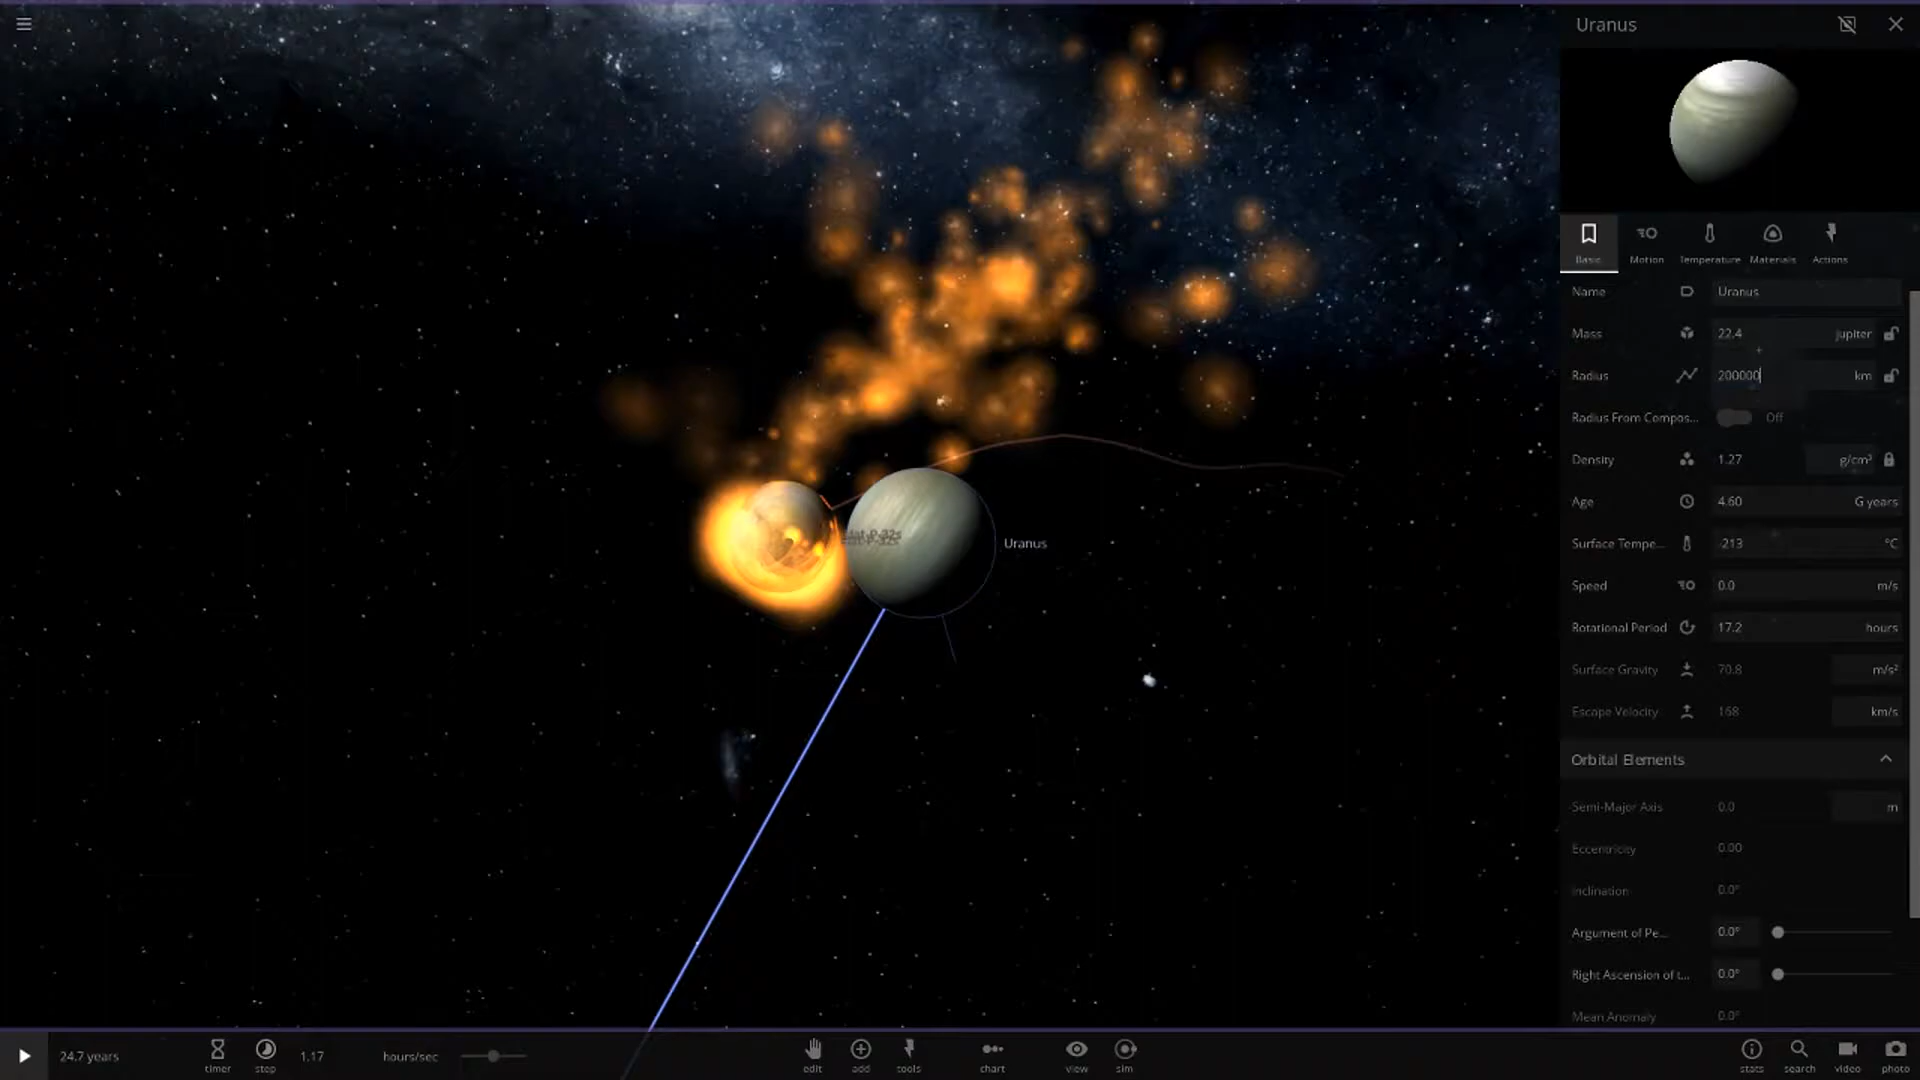 Uranus
Basic Motion Temperature Materials Actions
Name Uranus
Mass 22.4 jupiter
Radius 200000 km
Radius From Compos... Off
Density 1.27 g/cm³
Age 4.60 G years
Surface Tempe... -213 °C
Speed 0.0 m/s
Rotational Period 17.2 hours
Surface Gravity 70.8 m/s²
Escape Velocity 168 km/s
Orbital Elements
Semi-Major Axis 0.0 m
Eccentricity 0.00
Inclination 0.0°
Argument of Pe... 0.0°
Right Ascension of t... 0.0°
Mean Anomaly 0.0°
Uranus
24.7 years
timer step 1.17 hours/sec
edit add tools chart view sim
stats search video photo